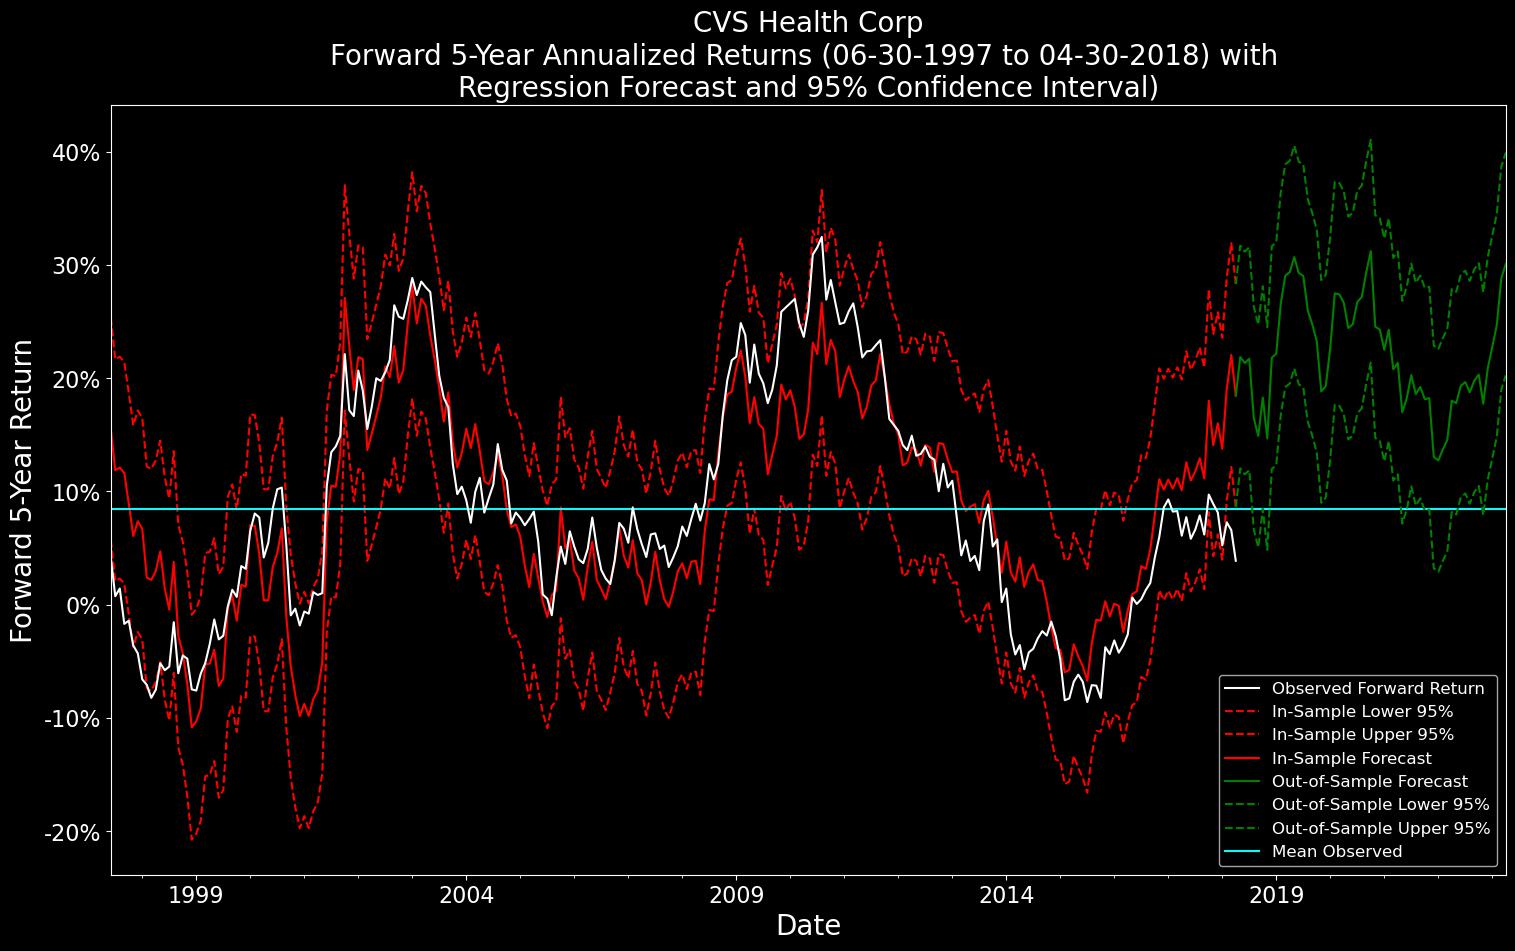 CVS Health Corp
Forward 5-Year Annualized Returns (06-30-1997 to 04-30-2018) with
Regression Forecast and 95% Confidence Interval)
Forward 5-Year Return
40%
30%
20%
10%
0%
-10%
-20%
1999
2004
2009
2014
2019
Date
Observed Forward Return
In-Sample Lower 95%
In-Sample Upper 95%
In-Sample Forecast
Out-of-Sample Forecast
Out-of-Sample Lower 95%
Out-of-Sample Upper 95%
Mean Observed